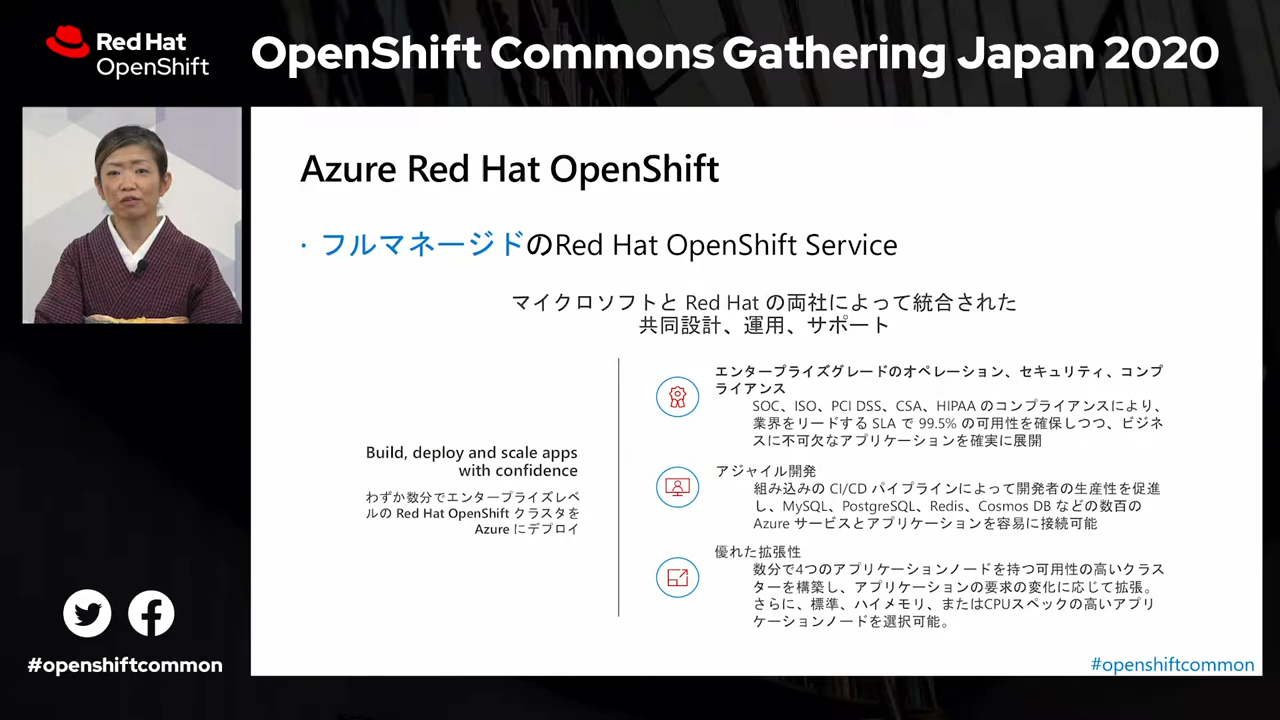 Red Hat
OpenShift
OpenShift Commons Gathering Japan 2020
Azure Red Hat OpenShift
・フルマネージドのRed Hat OpenShift Service
マイクロソフトと Red Hat の両社によって統合された
共同設計、運用、サポート
Build, deploy and scale apps
with confidence
わずか数分でエンタープライズレベ
ルの Red Hat OpenShift クラスタを
Azure にデプロイ
エンタープライズグレードのオペレーション、セキュリティ、コンプ
ライアンス
SOC、ISO、PCI DSS、CSA、HIPAA のコンプライアンスにより、
業界をリードする SLA で 99.5% の可用性を確保しつつ、ビジネ
スに不可欠なアプリケーションを確実に展開
アジャイル開発
組み込みの CI/CD パイプラインによって開発者の生産性を促進
し、MySQL、PostgreSQL、Redis、Cosmos DB などの数百の
Azure サービスとアプリケーションを容易に接続可能
優れた拡張性
数分で4つのアプリケーションノードを持つ可用性の高いクラス
ターを構築し、アプリケーションの要求の変化に応じて拡張。
さらに、標準、ハイメモリ、またはCPUスペックの高いアプリ
ケーションノードを選択可能。
#openshiftcommon
#openshiftcommon